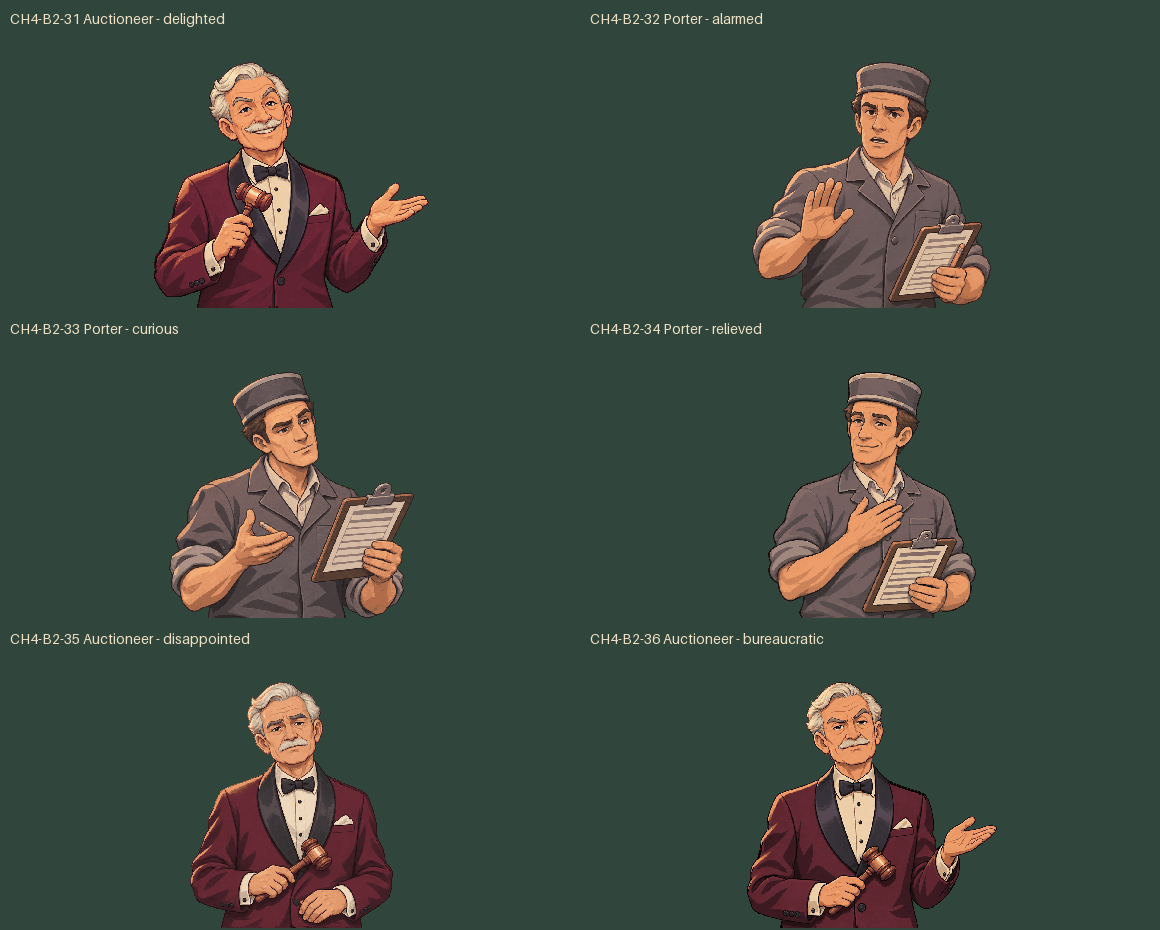 CH4-B2-31 Auctioneer - delighted
CH4-B2-32 Porter - alarmed
CH4-B2-33 Porter - curious
CH4-B2-34 Porter - relieved
CH4-B2-35 Auctioneer - disappointed
CH4-B2-36 Auctioneer - bureaucratic